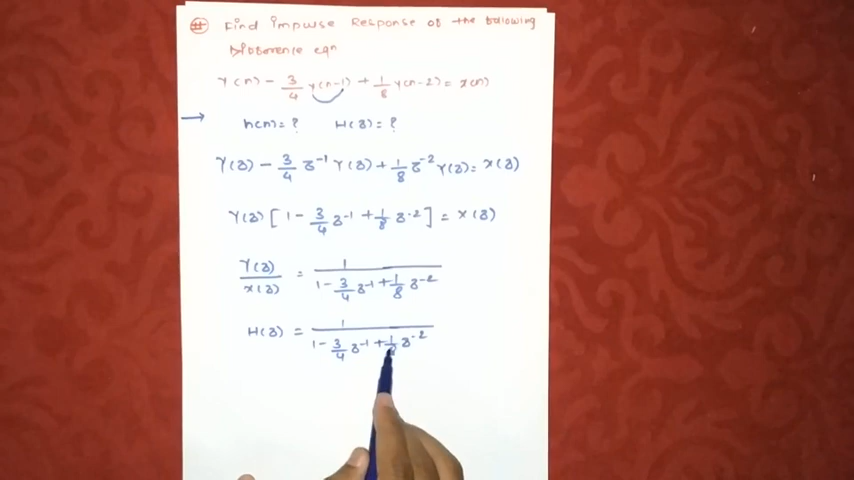 # Find impulse Response of the following
Difference eqn
Y(n) - 3/4 y(n-1) + 1/8 y(n-2) = x(n)
→ h(n) = ? H(z) = ?
Y(z) - 3/4 z⁻¹ Y(z) + 1/8 z⁻² Y(z) = X(z)
Y(z) [ 1 - 3/4 z⁻¹ + 1/8 z⁻² ] = X(z)
Y(z)/X(z) = 1/(1 - 3/4 z⁻¹ + 1/8 z⁻²)
H(z) = 1/(1 - 3/4 z⁻¹ + 1/8 z⁻²)